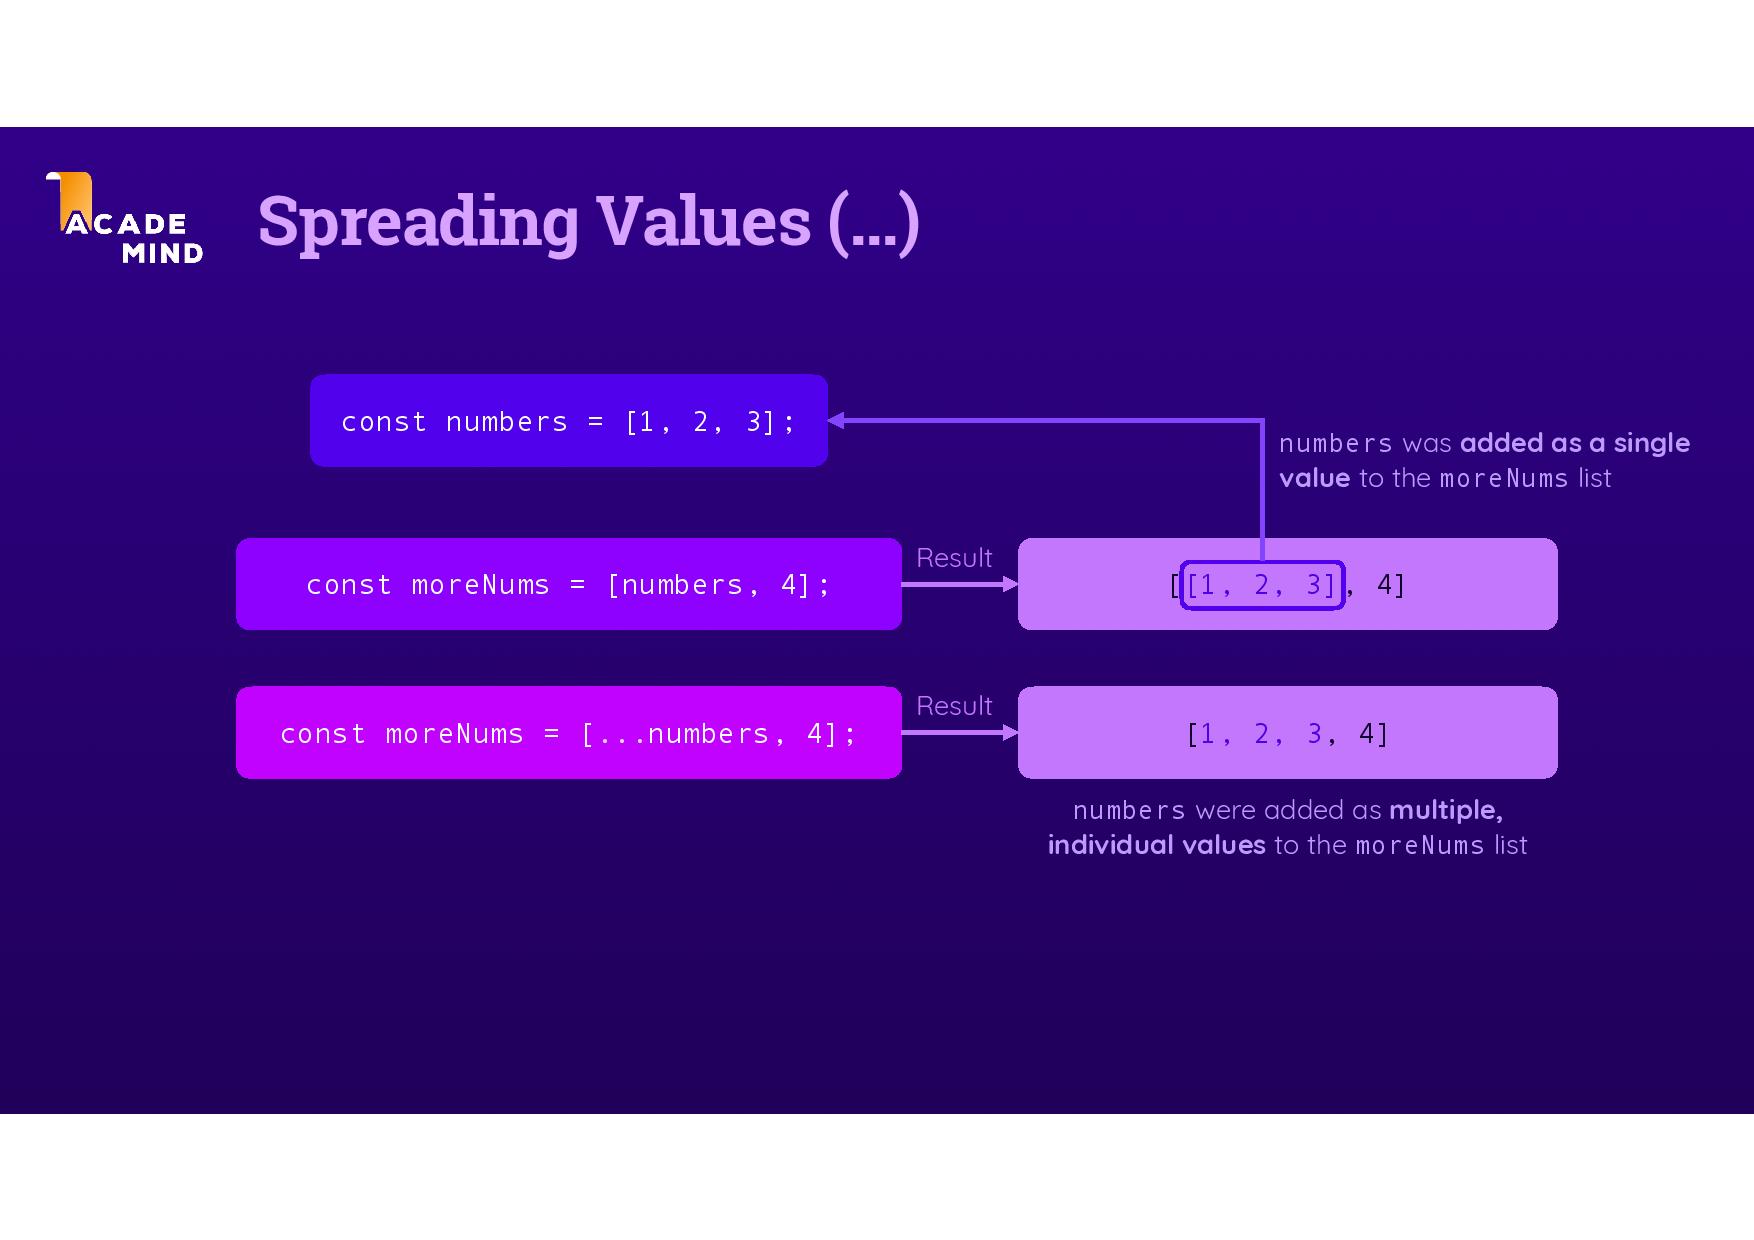 ACADE
MIND
Spreading Values (...)
const numbers = [1, 2, 3];
numbers was added as a single
value to the moreNums list
const moreNums = [numbers, 4];
Result
[[1, 2, 3], 4]
const moreNums = [...numbers, 4];
Result
[1, 2, 3, 4]
numbers were added as multiple,
individual values to the moreNums list